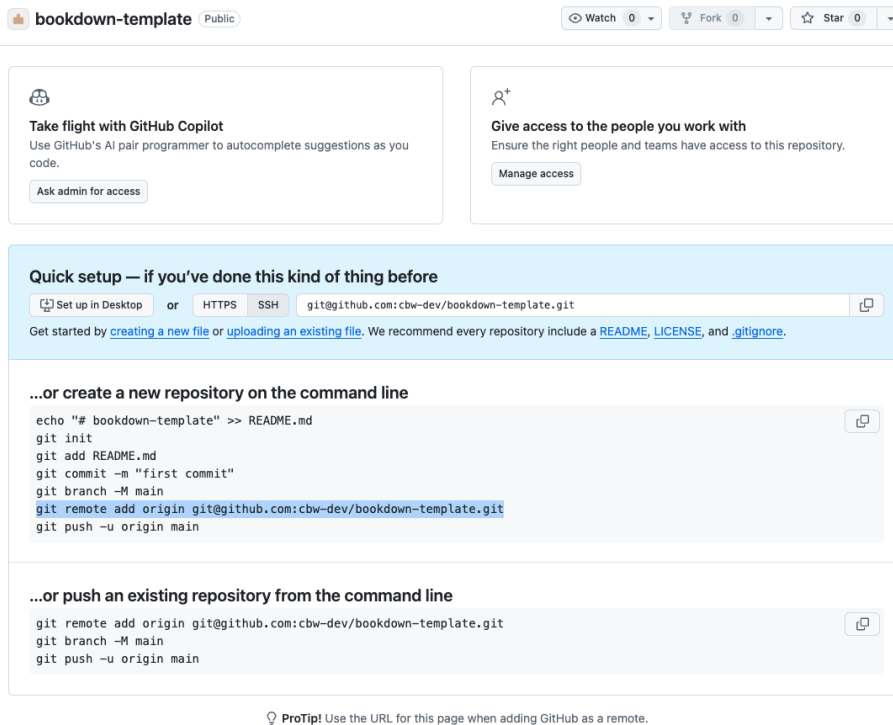 bookdown-template Public
Watch 0
Fork 0
Star 0
Take flight with GitHub Copilot
Use GitHub's AI pair programmer to autocomplete suggestions as you
code.
Ask admin for access
Give access to the people you work with
Ensure the right people and teams have access to this repository.
Manage access
Quick setup — if you've done this kind of thing before
Set up in Desktop or HTTPS SSH git@github.com:cbw-dev/bookdown-template.git
Get started by creating a new file or uploading an existing file. We recommend every repository include a README, LICENSE, and .gitignore.
...or create a new repository on the command line
echo "# bookdown-template" >> README.md
git init
git add README.md
git commit -m "first commit"
git branch -M main
git remote add origin git@github.com:cbw-dev/bookdown-template.git
git push -u origin main
...or push an existing repository from the command line
git remote add origin git@github.com:cbw-dev/bookdown-template.git
git branch -M main
git push -u origin main
ProTip! Use the URL for this page when adding GitHub as a remote.